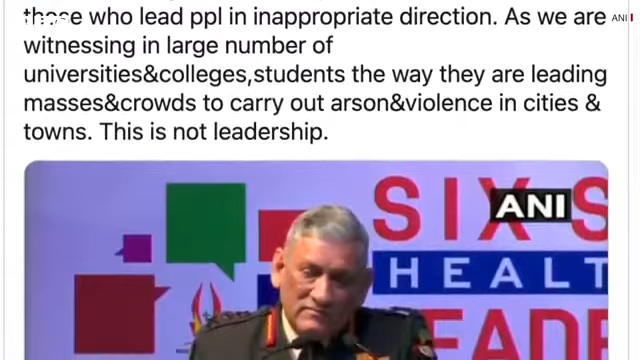 those who lead ppl in inappropriate direction. As we are
ANI
witnessing in large number of
universities&colleges,students the way they are leading
masses&crowds to carry out arson&violence in cities &
towns. This is not leadership.
ANI
SIX S
HEALT
EADE